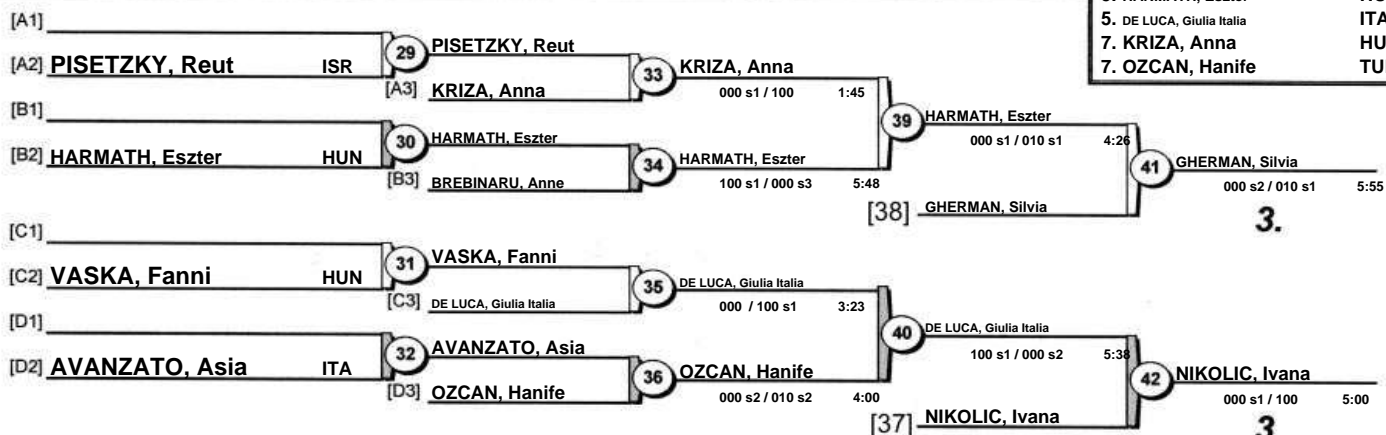 5. DE LUCA, Giulia Italia ITA
7. KRIZA, Anna HU
7. OZCAN, Hanife TU
[A1]
[A2] PISETZKY, Reut ISR
29 PISETZKY, Reut
[A3] KRIZA, Anna
33 KRIZA, Anna
000 s1 / 100 1:45
[B1]
[B2] HARMATH, Eszter HUN
30 HARMATH, Eszter
[B3] BREBINARU, Anne
34 HARMATH, Eszter
100 s1 / 000 s3 5:48
39 HARMATH, Eszter
000 s1 / 010 s1 4:26
[38] GHERMAN, Silvia
41 GHERMAN, Silvia
000 s2 / 010 s1 5:55
3.
[C1]
[C2] VASKA, Fanni HUN
31 VASKA, Fanni
[C3] DE LUCA, Giulia Italia
35 DE LUCA, Giulia Italia
000 / 100 s1 3:23
[D1]
[D2] AVANZATO, Asia ITA
32 AVANZATO, Asia
[D3] OZCAN, Hanife
36 OZCAN, Hanife
000 s2 / 010 s2 4:00
40 DE LUCA, Giulia Italia
100 s1 / 000 s2 5:38
[37] NIKOLIC, Ivana
42 NIKOLIC, Ivana
000 s1 / 100 5:00
3